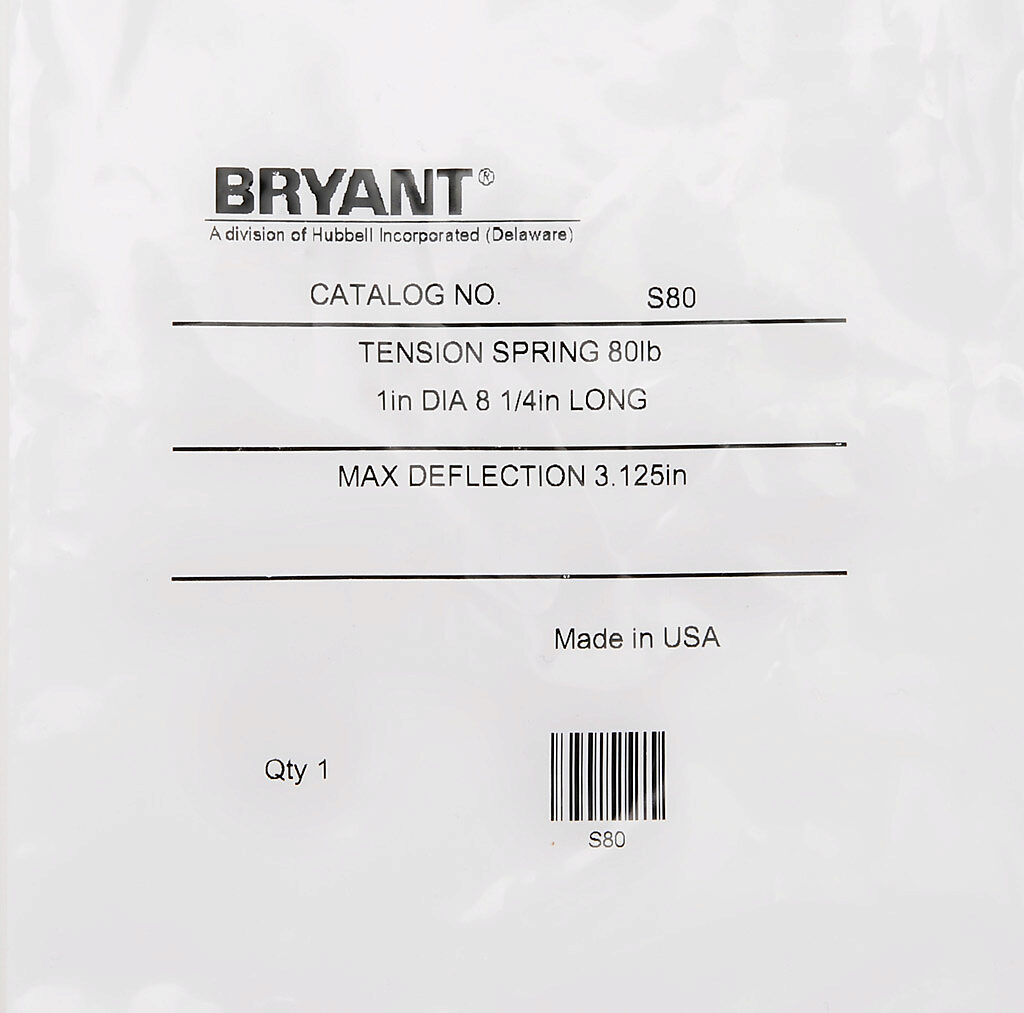 BRYANT®
A division of Hubbell Incorporated (Delaware)
CATALOG NO. S80
TENSION SPRING 80lb
1in DIA 8 1/4in LONG
MAX DEFLECTION 3.125in
Made in USA
Qty 1
S80